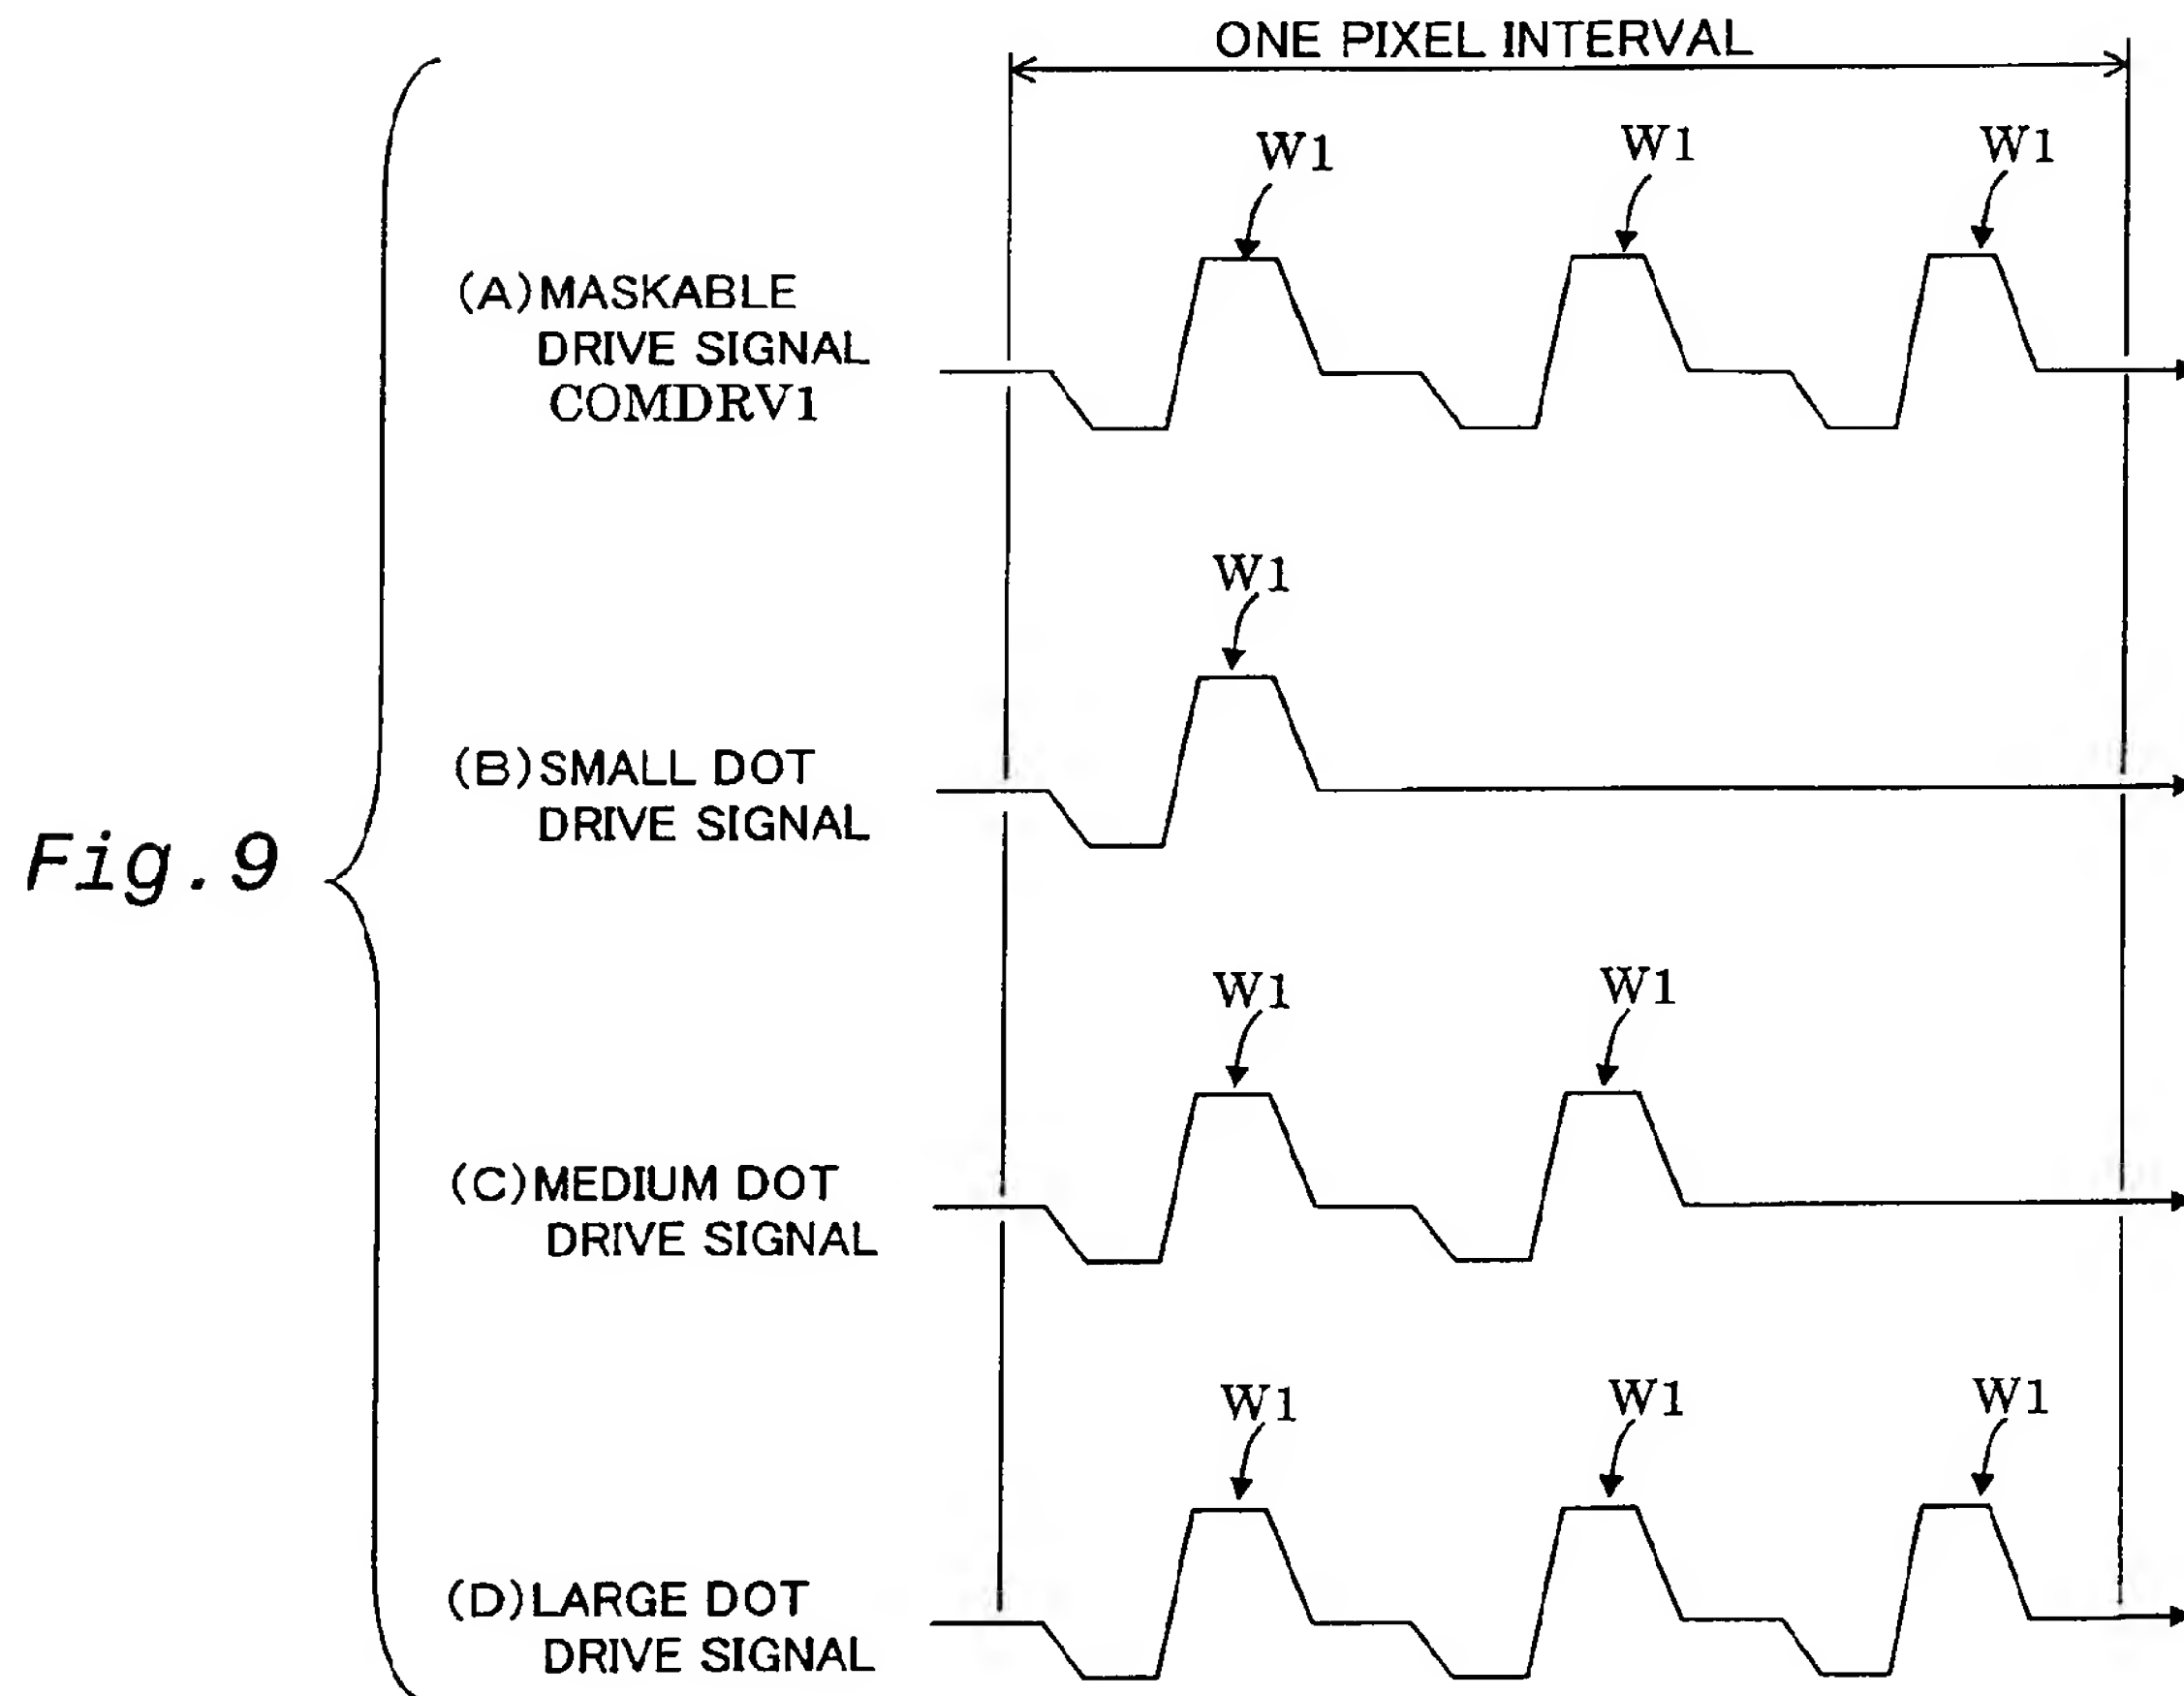 ONE PIXEL INTERVAL
W1 W1 W1
(A) MASKABLE
DRIVE SIGNAL
COMDRV1
W1
(B) SMALL DOT
DRIVE SIGNAL
Fig.9
W1 W1
(C) MEDIUM DOT
DRIVE SIGNAL
W1 W1 W1
(D) LARGE DOT
DRIVE SIGNAL